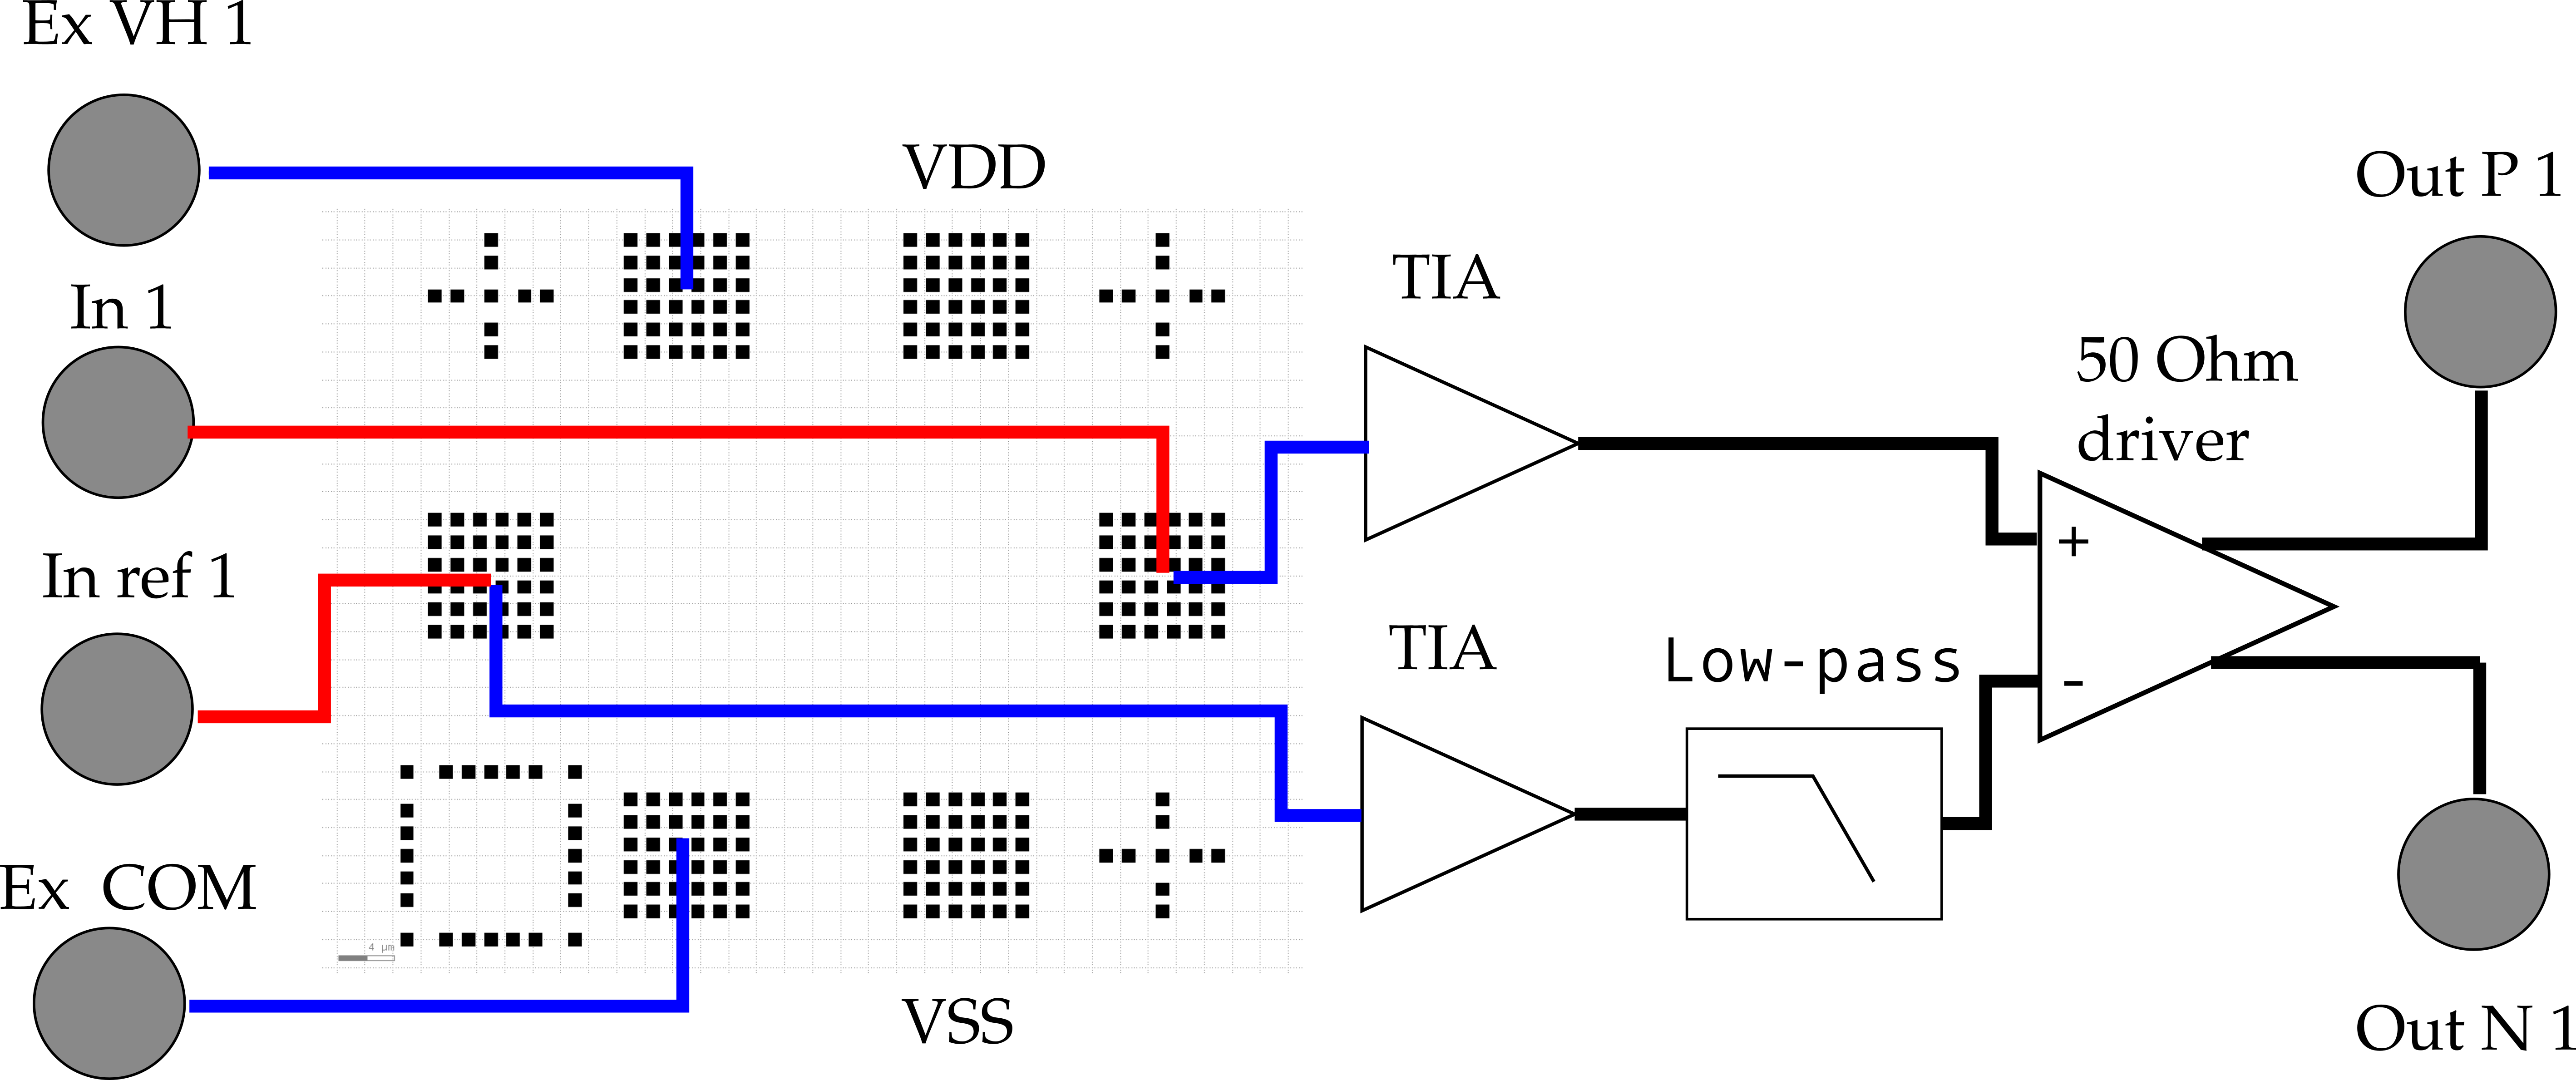 Ex VH 1
VDD
Out P 1
In 1
TIA
50 Ohm
driver
+
In ref 1
TIA
Low-pass
-
Ex COM
4 µm
VSS
Out N 1